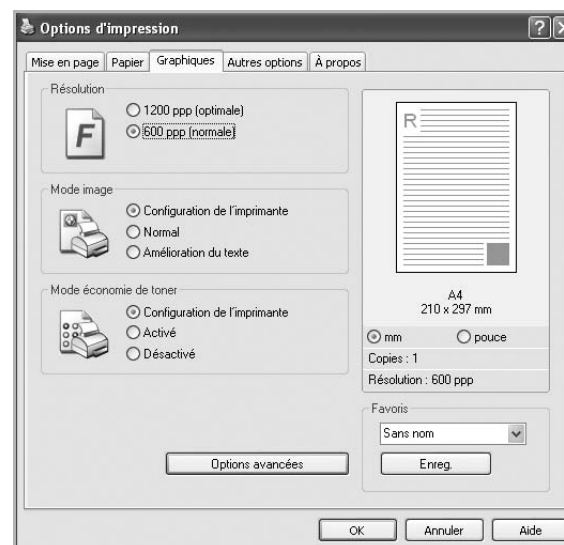 Options d'impression
Mise en page Papier Graphiques Autres options À propos
Résolution
1200 ppp (optimale)
600 ppp (normale)
F
Mode image
Configuration de l'imprimante
Normal
Amélioration du texte
Mode économie de toner
Configuration de l'imprimante
Activé
Désactivé
Options avancées
R
A4
210 x 297 mm
mm pouce
Copies : 1
Résolution : 600 ppp
Favoris
Sans nom
Enreg.
OK Annuler Aide